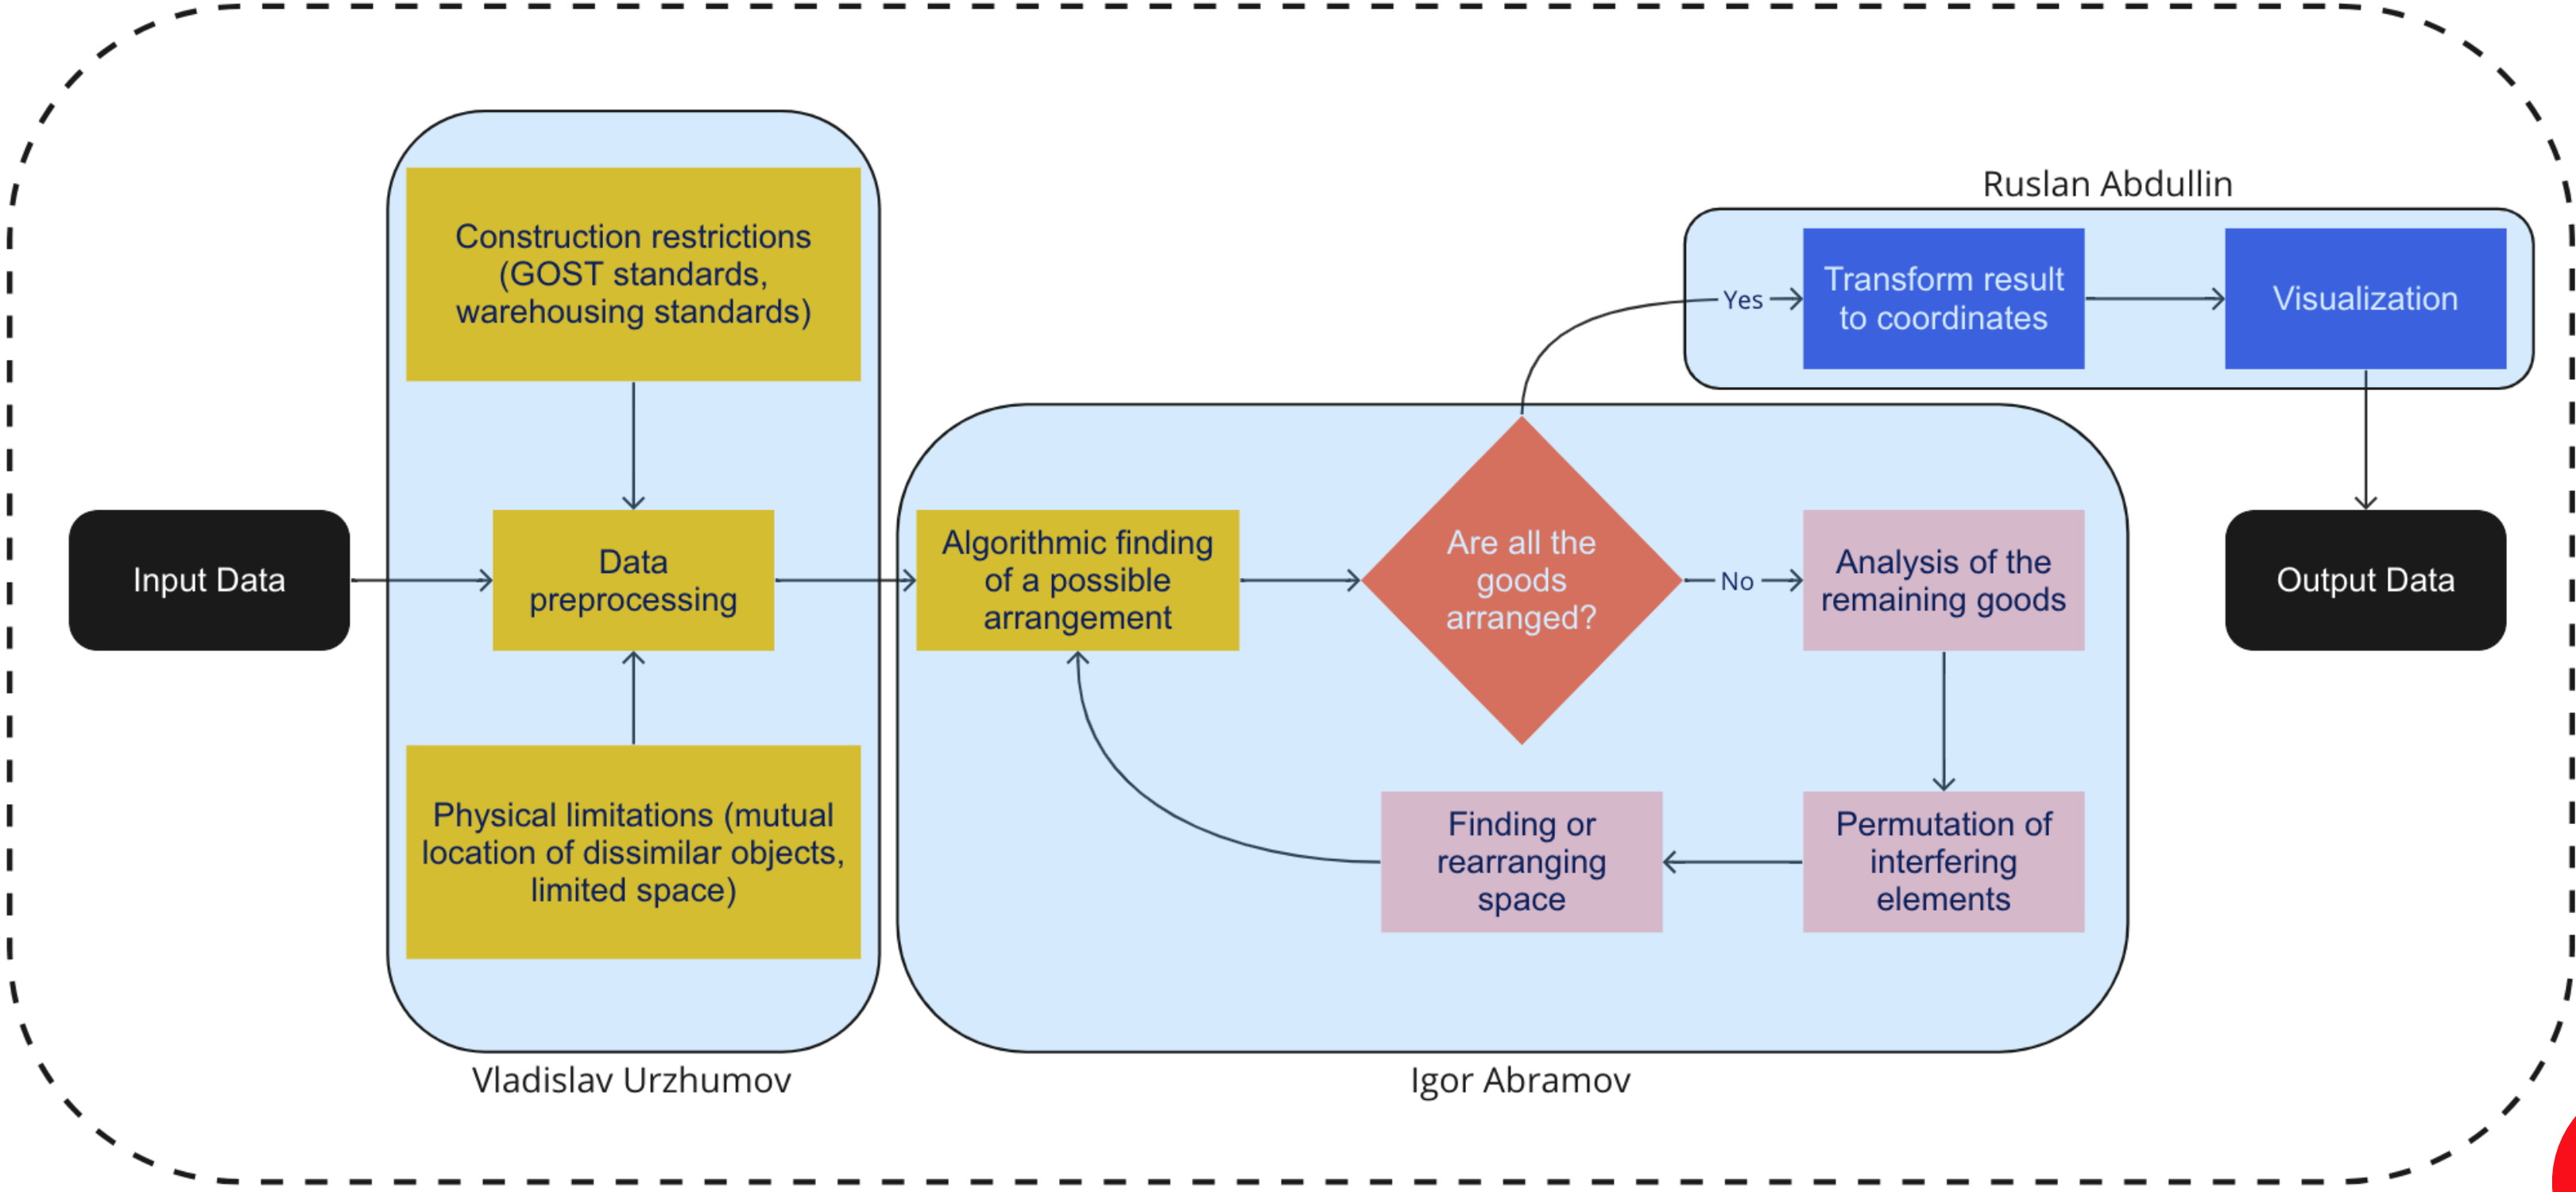 Construction restrictions
(GOST standards,
warehousing standards)
Input Data
Data
preprocessing
Physical limitations (mutual
location of dissimilar objects,
limited space)
Vladislav Urzhumov
Algorithmic finding
of a possible
arrangement
Are all the
goods
arranged?
No
Analysis of the
remaining goods
Permutation of
interfering
elements
Finding or
rearranging
space
Igor Abramov
Ruslan Abdullin
Yes
Transform result
to coordinates
Visualization
Output Data